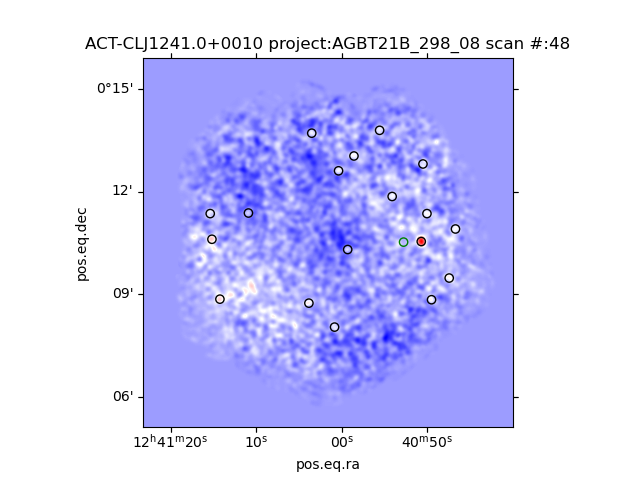 ACT-CLJ1241.0+0010 project:AGBT21B_298_08 scan #:48
0°15'
12'
09'
06'
pos.eq.dec
12ʰ41ᵐ20ˢ 10ˢ 00ˢ 40ᵐ50ˢ
pos.eq.ra